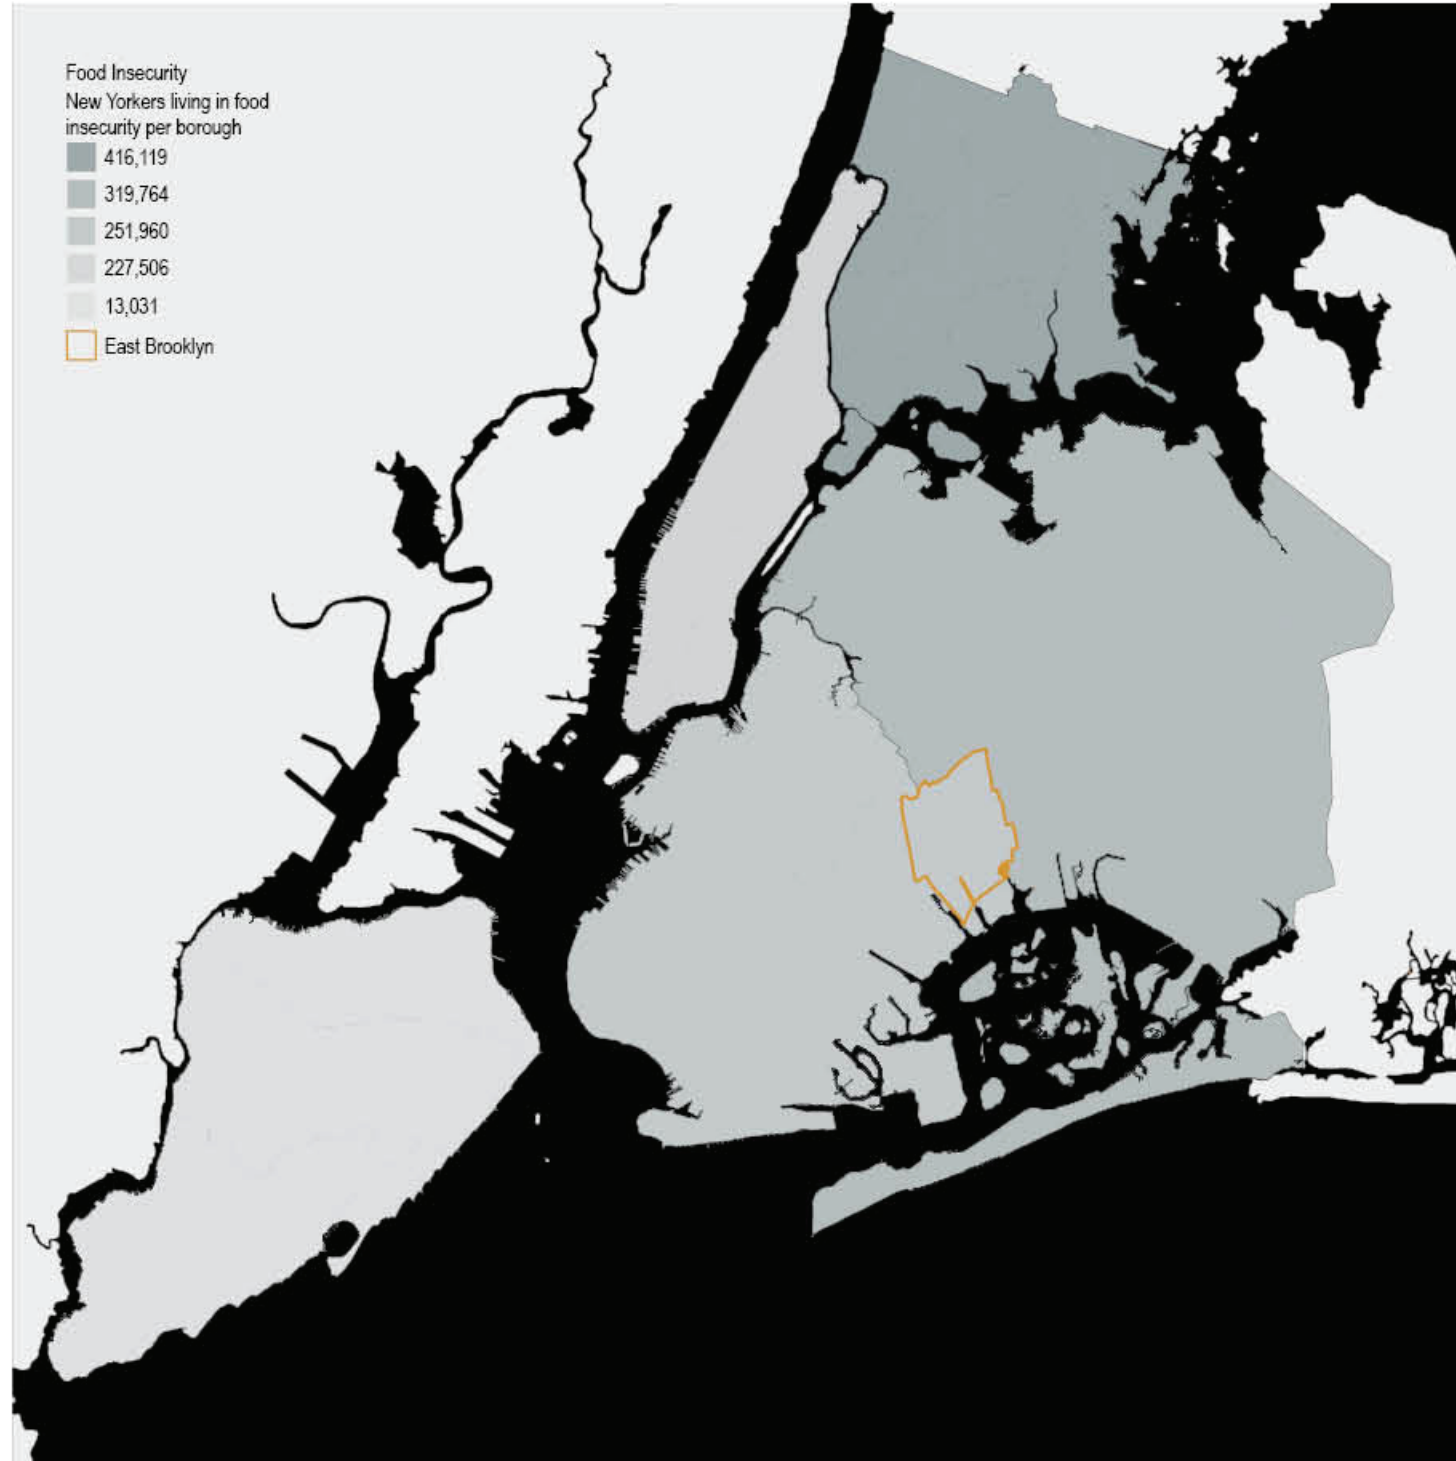 Food Insecurity
New Yorkers living in food
insecurity per borough
416,119
319,764
251,960
227,506
13,031
East Brooklyn